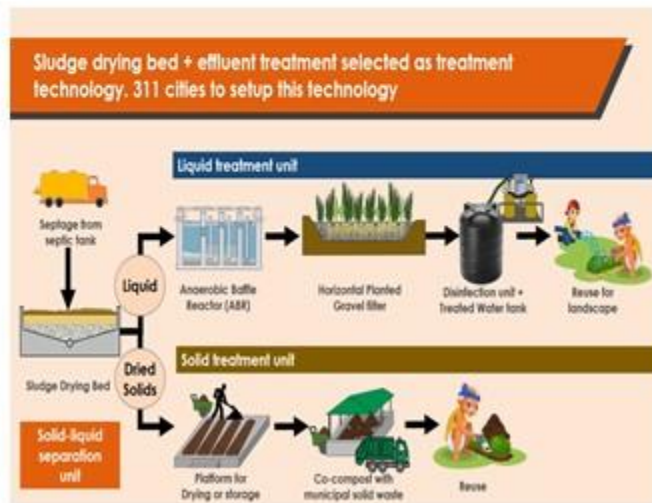 Sludge drying bed + effluent treatment selected as treatment
technology. 311 cities to setup this technology
Liquid treatment unit
Septage from
septic tank
Liquid
Anaerobic Baffle
Reactor (ABR)
Horizontal Planted
Gravel filter
Disinfection unit +
Treated Water tank
Reuse for
landscape
Sludge Drying Bed
Dried
Solids
Solid treatment unit
Solid-liquid
separation
unit
Platform for
Drying or storage
Co-compost with
municipal solid waste
Reuse